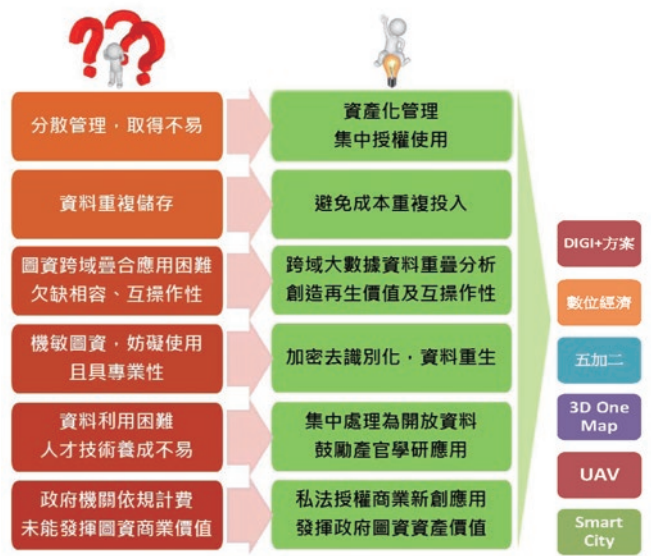 ???
分散管理，取得不易
資產化管理
集中授權使用
資料重複儲存
避免成本重複投入
圖資跨域疊合應用困難
欠缺相容、互操作性
跨域大數據資料重疊分析
創造再生價值及互操作性
機敏圖資，妨礙使用
且具專業性
加密去識別化，資料重生
資料利用困難
人才技術養成不易
集中處理為開放資料
鼓勵產官學研應用
政府機關依規計費
未能發揮圖資商業價值
私法授權商業新創應用
發揮政府圖資資產價值
DIGI+方案
數位經濟
五加二
3D One
Map
UAV
Smart
City